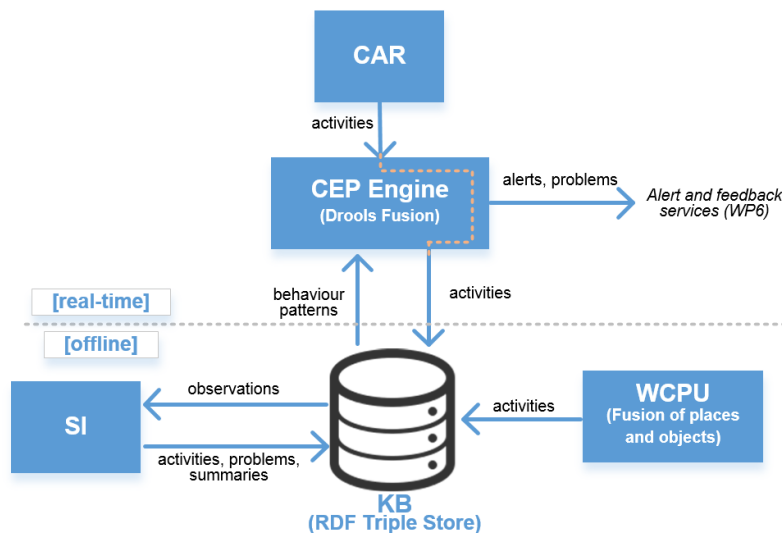 CAR
activities
CEP Engine
(Drools Fusion)
alerts, problems
Alert and feedback
services (WP6)
behaviour
patterns
activities
[real-time]
[offline]
SI
observations
activities, problems,
summaries
activities
WCPU
(Fusion of places
and objects)
KB
(RDF Triple Store)